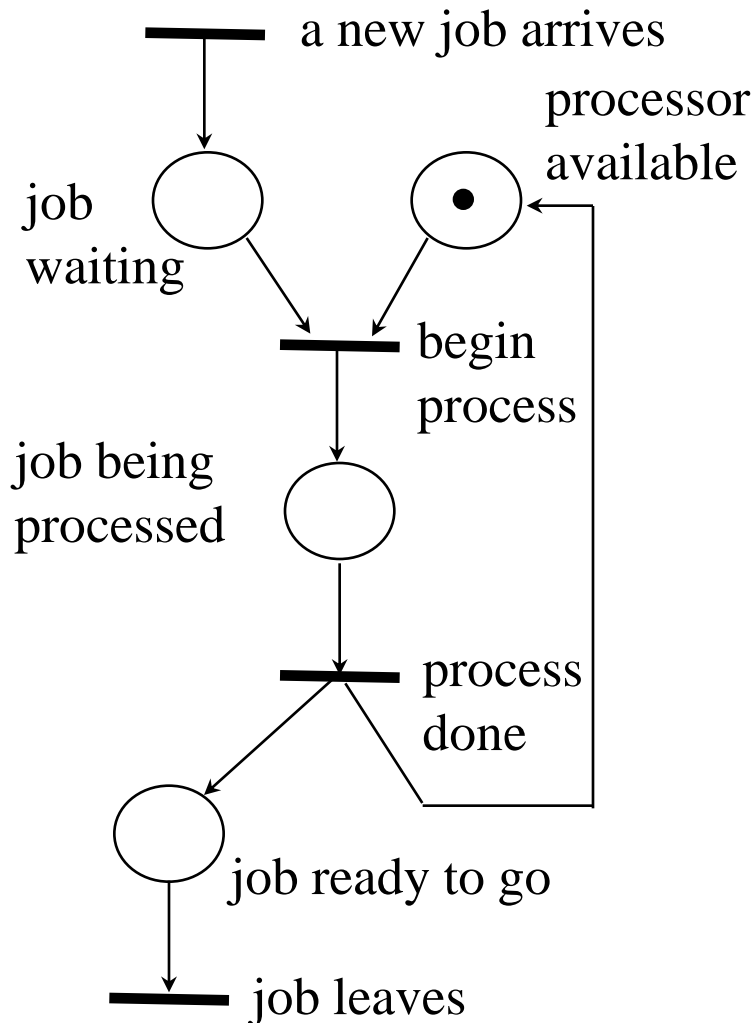 a new job arrives
processor
available
job
waiting
begin
process
job being
processed
process
done
job ready to go
job leaves